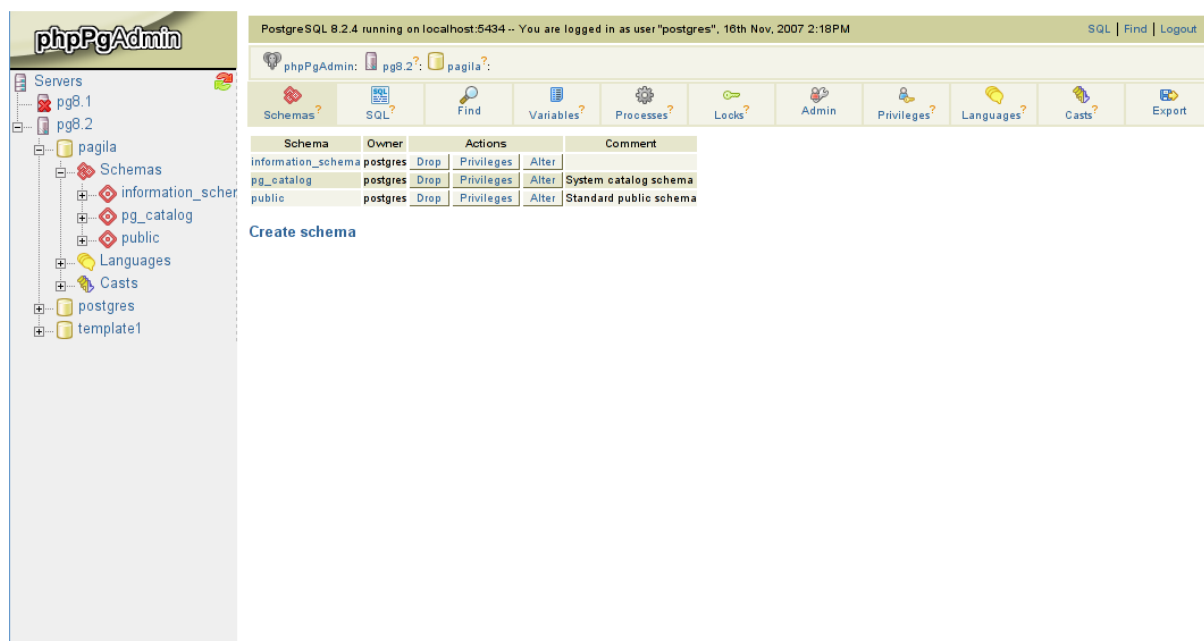 phpPgAdmin
Servers
pg8.1
pg8.2
pagila
Schemas
information_scher
pg_catalog
public
Languages
Casts
postgres
template1
PostgreSQL 8.2.4 running on localhost:5434 -- You are logged in as user "postgres", 16th Nov, 2007 2:18PM
SQL | Find | Logout
phpPgAdmin: pg8.2?: pagila?:
Schemas? SQL? Find Variables? Processes? Locks? Admin Privileges? Languages? Casts? Export
Schema Owner Actions Comment
information_schema postgres Drop Privileges Alter
pg_catalog postgres Drop Privileges Alter System catalog schema
public postgres Drop Privileges Alter Standard public schema
Create schema